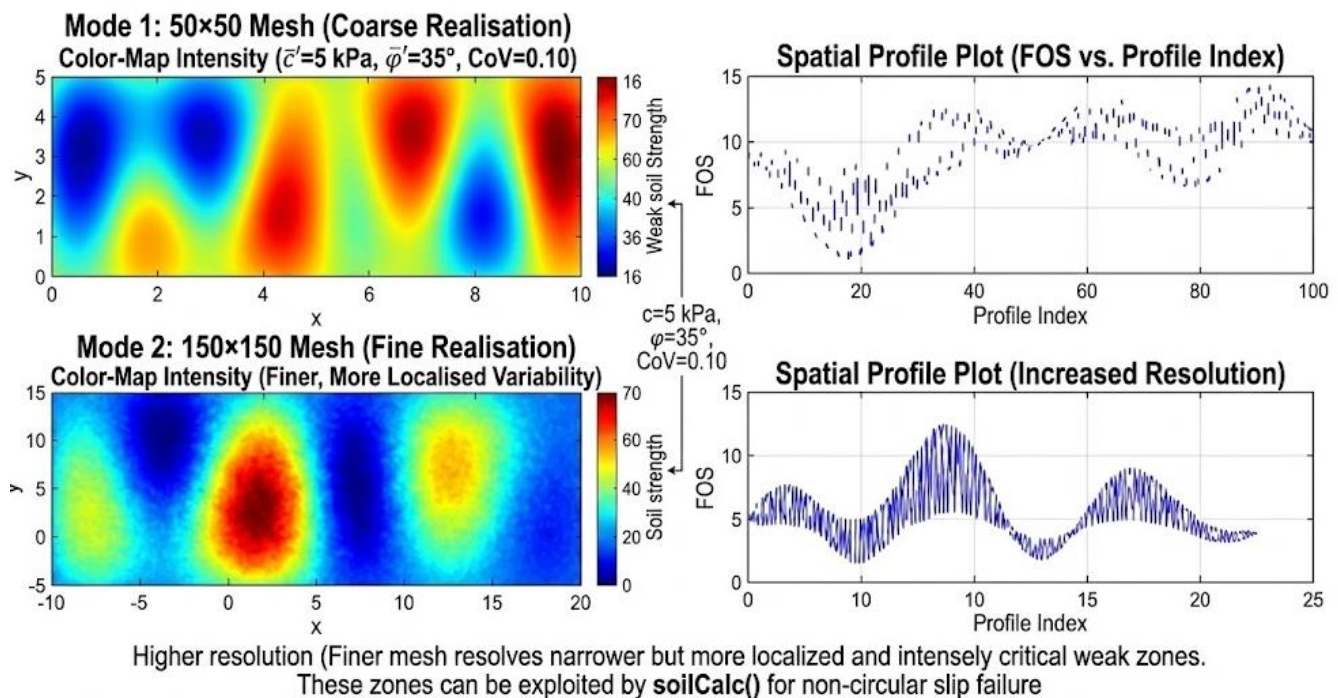 Mode 1: 50×50 Mesh (Coarse Realisation)
Color-Map Intensity (c̄′=5 kPa, φ̄′=35°, CoV=0.10)
5
4
3
2
1
0
y
0
2
4
6
8
10
x
16
70
60
40
36
16
Weak soil Strength
Spatial Profile Plot (FOS vs. Profile Index)
15
10
5
0
FOS
0
20
40
60
80
100
Profile Index
c=5 kPa,
φ=35°,
CoV=0.10
Mode 2: 150×150 Mesh (Fine Realisation)
Color-Map Intensity (Finer, More Localised Variability)
15
10
5
0
-5
y
-10
-5
0
5
10
15
20
x
70
60
40
20
0
Soil strength
Spatial Profile Plot (Increased Resolution)
15
10
5
0
FOS
0
10
10
15
20
25
Profile Index
Higher resolution (Finer mesh resolves narrower but more localized and intensely critical weak zones.
These zones can be exploited by soilCalc() for non-circular slip failure